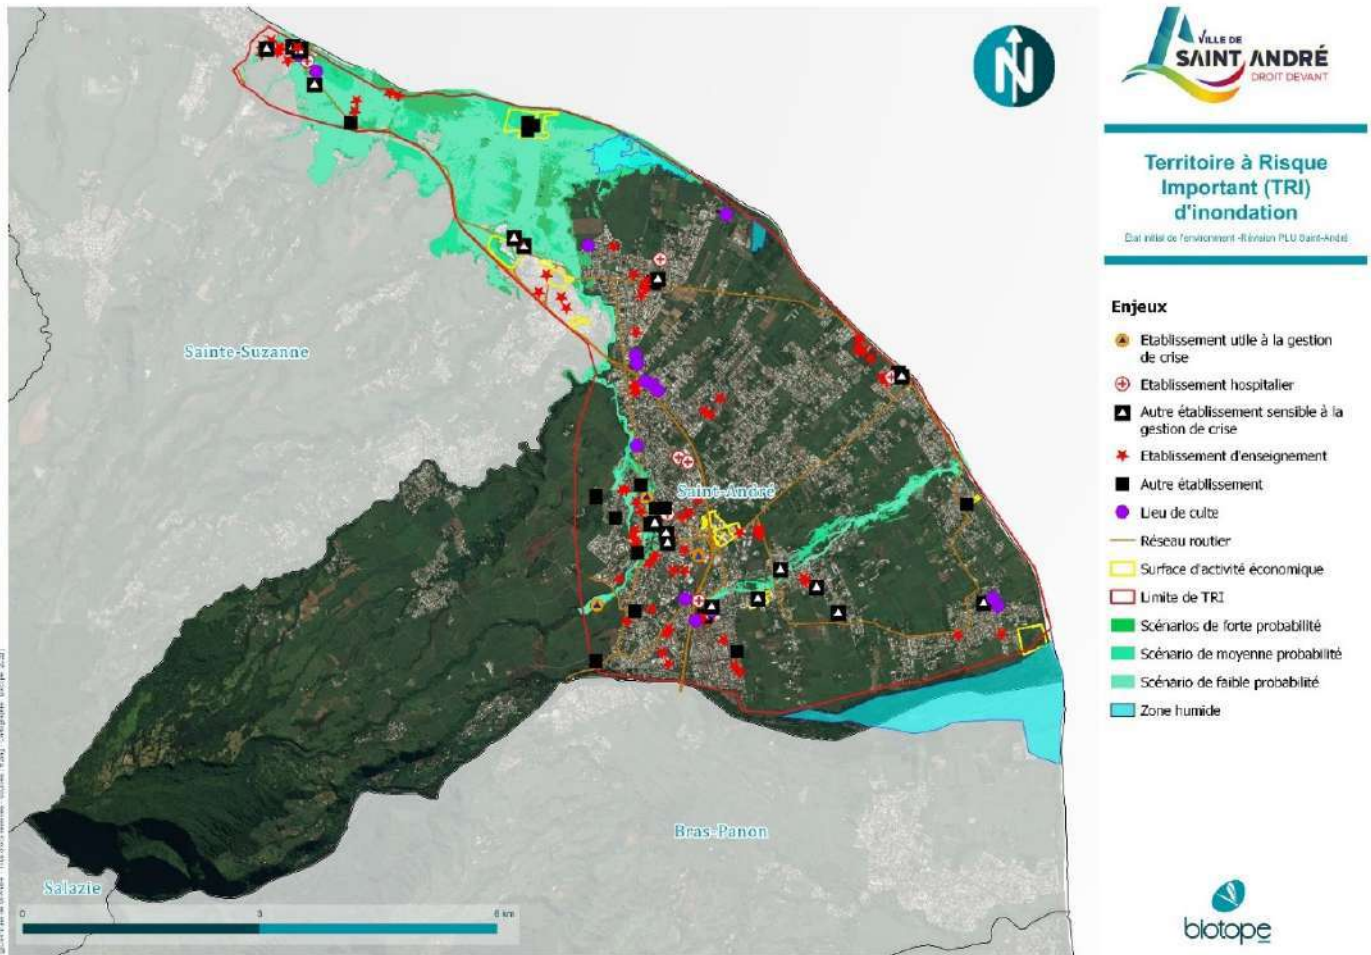 VILLE DE
SAINT ANDRÉ
DROIT DEVANT
Territoire à Risque
Important (TRI)
d'inondation
État initial de l'environnement - Révision PLU Saint-André
Enjeux
Etablissement utile à la gestion
de crise
Etablissement hospitalier
Autre établissement sensible à la
gestion de crise
Etablissement d'enseignement
Autre établissement
Lieu de culte
Réseau routier
Surface d'activité économique
Limite de TRI
Scénarios de forte probabilité
Scénario de moyenne probabilité
Scénario de faible probabilité
Zone humide
N
Sainte-Suzanne
Saint-André
Bras-Panon
Salazie
0 3 6 km
biotope